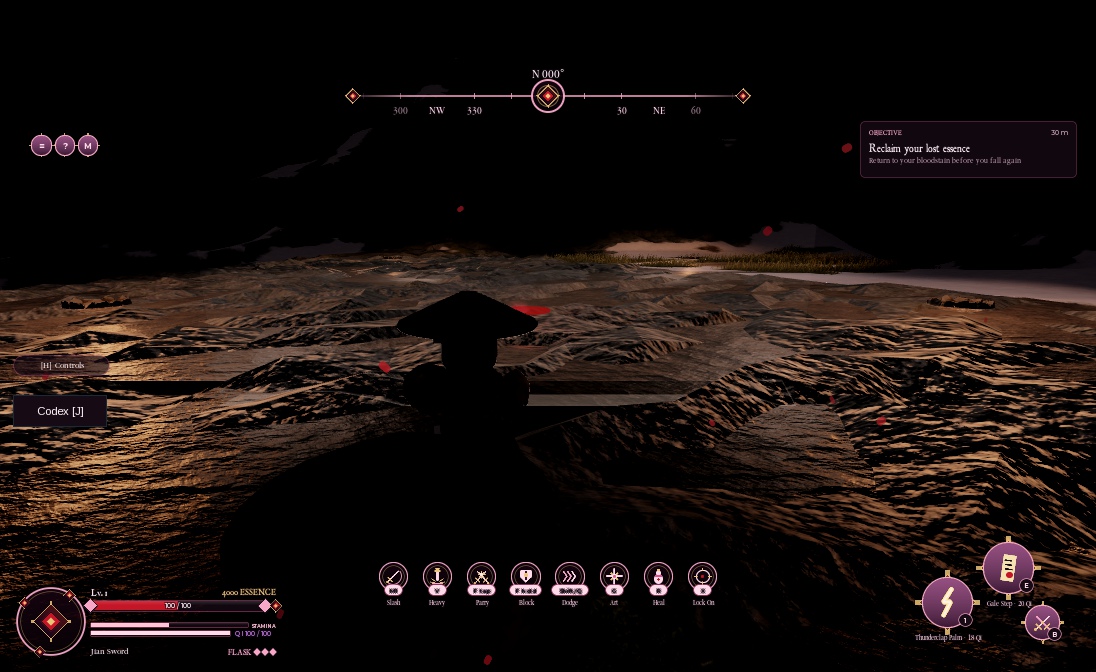 N 000°
300 NW 330 30 NE 60
≡ ? M
OBJECTIVE 30 m
Reclaim your lost essence
Return to your bloodstain before you fall again
[H] Controls
Codex [J]
Lv. 1 4000 ESSENCE
100 / 100
STAMINA
QI 100 / 100
Jian Sword FLASK
Slash Heavy Parry Block Dodge Art Heal Lock On
E
Gale Step · 20 Qi
1
Thunderclap Palm · 18 Qi
B